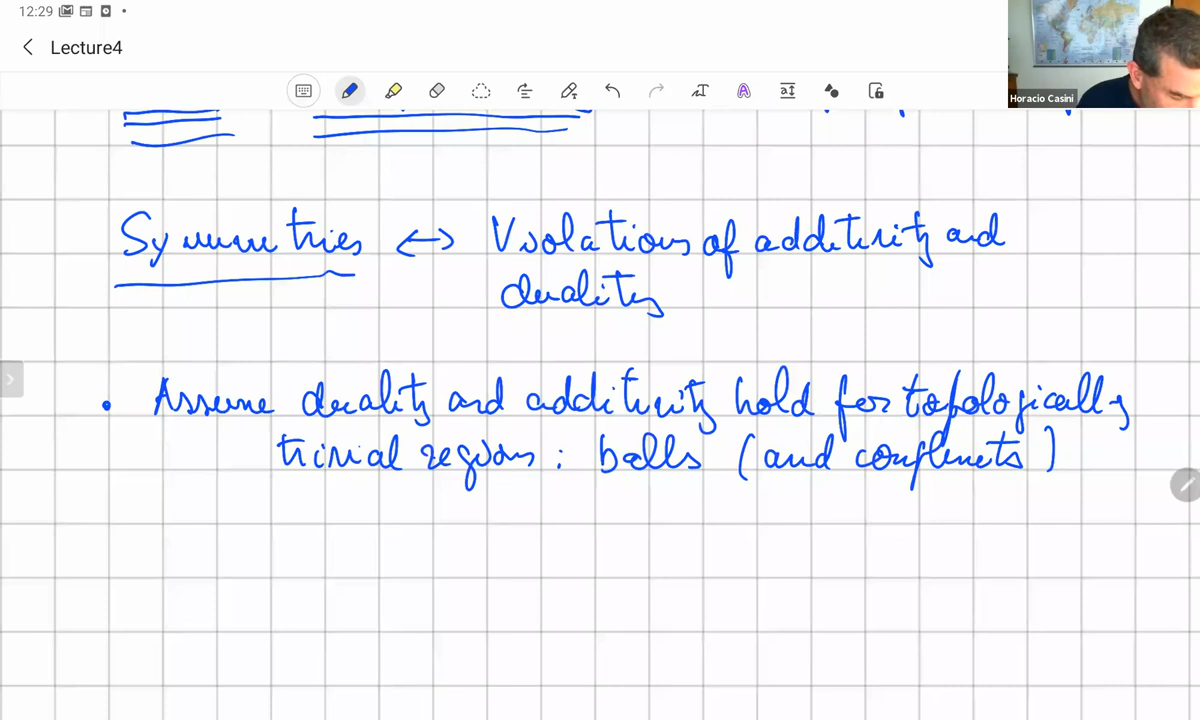 12:29
Lecture4
Horacio Casini
Symmetries ↔ Violations of additivity and
duality
• Assume duality and additivity hold for topologically
trivial regions : balls (and complements)